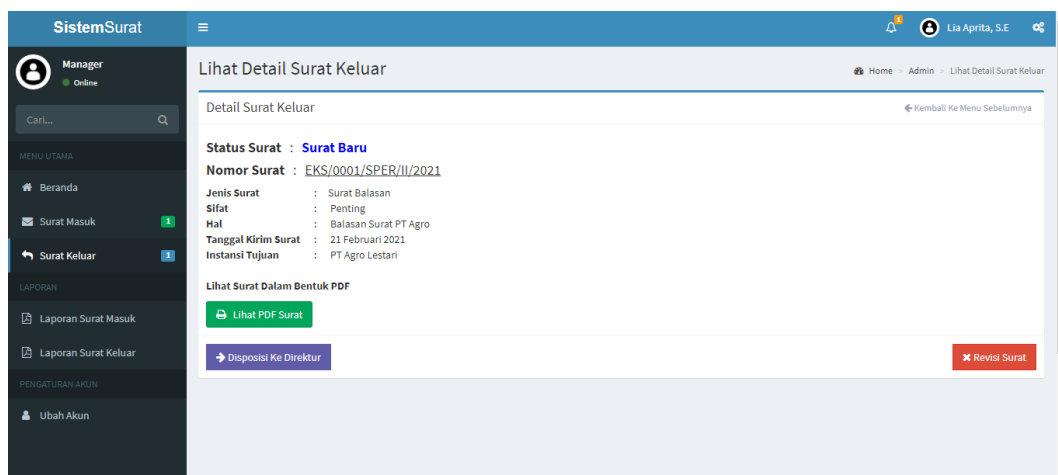 SistemSurat
1
Lia Aprita, S.E
Manager
Online
Cari...
MENU UTAMA
Beranda
Surat Masuk 1
Surat Keluar 1
LAPORAN
Laporan Surat Masuk
Laporan Surat Keluar
PENGATURAN AKUN
Ubah Akun
Lihat Detail Surat Keluar
Home > Admin > Lihat Detail Surat Keluar
Detail Surat Keluar
Kembali Ke Menu Sebelumnya
Status Surat : Surat Baru
Nomor Surat : EKS/0001/SPER/II/2021
Jenis Surat : Surat Balasan
Sifat : Penting
Hal : Balasan Surat PT Agro
Tanggal Kirim Surat : 21 Februari 2021
Instansi Tujuan : PT Agro Lestari
Lihat Surat Dalam Bentuk PDF
Lihat PDF Surat
Disposisi Ke Direktur
Revisi Surat